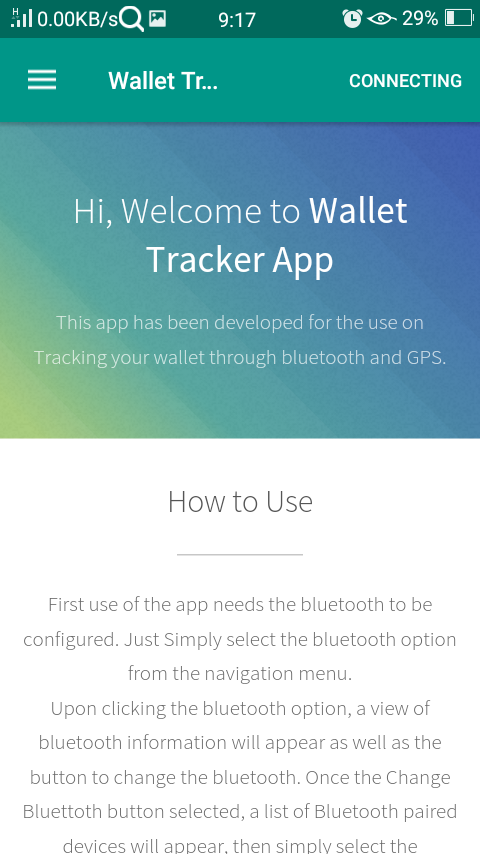 H 0.00KB/s 9:17 29%
Wallet Tr... CONNECTING
Hi, Welcome to Wallet
Tracker App
This app has been developed for the use on
Tracking your wallet through bluetooth and GPS.
How to Use
First use of the app needs the bluetooth to be
configured. Just Simply select the bluetooth option
from the navigation menu.
Upon clicking the bluetooth option, a view of
bluetooth information will appear as well as the
button to change the bluetooth. Once the Change
Bluettoth button selected, a list of Bluetooth paired
devices will appear, then simply select the